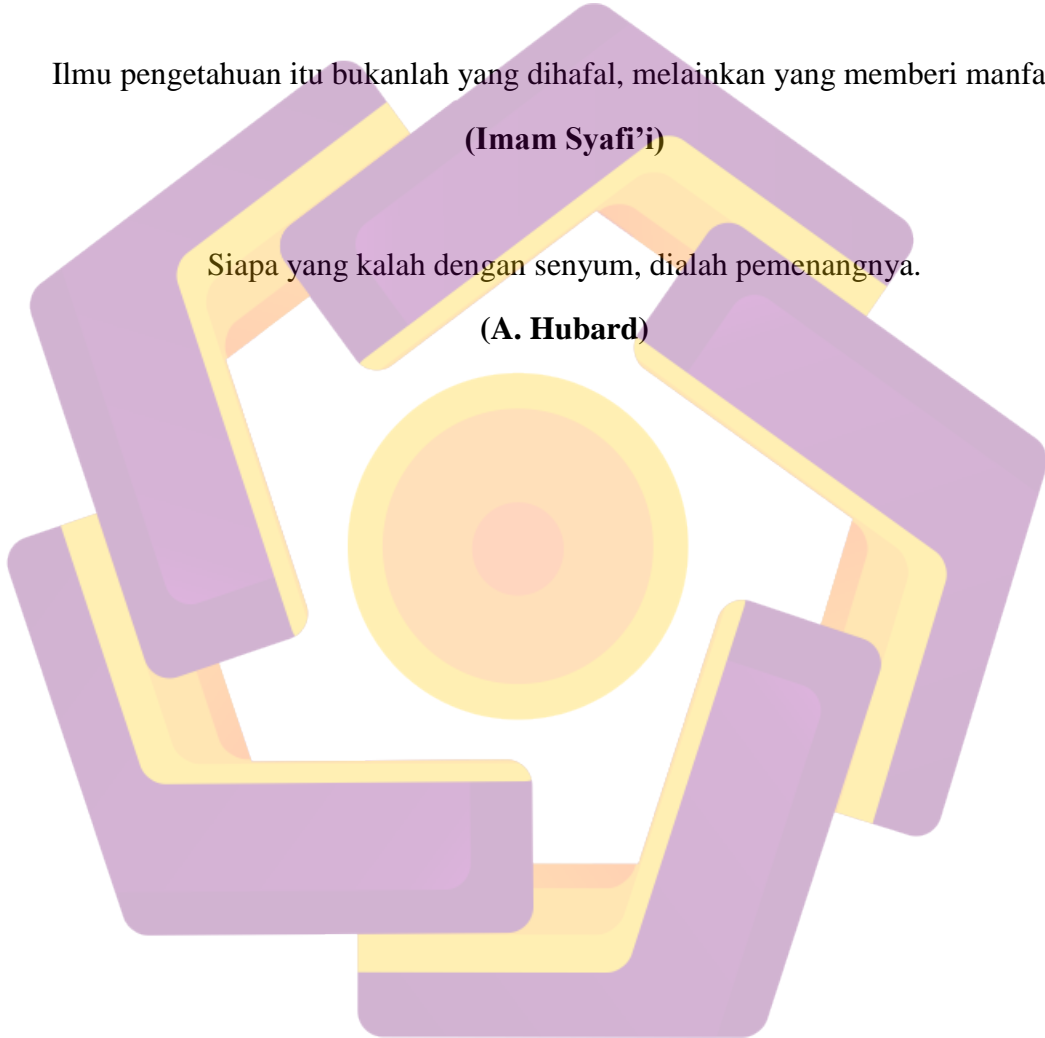 Ilmu pengetahuan itu bukanlah yang dihafal, melainkan yang memberi manfa
(Imam Syafi’i)
Siapa yang kalah dengan senyum, dialah pemenangnya.
(A. Hubard)